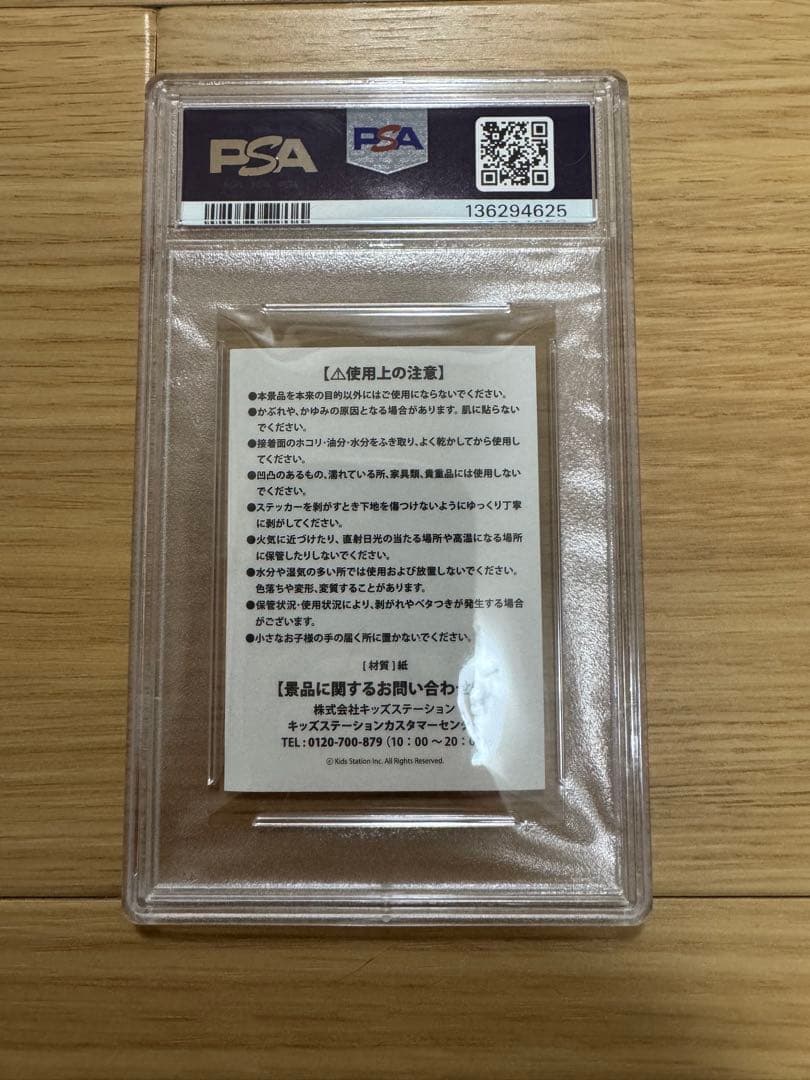 PSA
PSA
136294625
【⚠使用上の注意】
●本景品を本来の目的以外にはご使用にならないでください。
●かぶれや、かゆみの原因となる場合があります。肌に貼らない
でください。
●接着面のホコリ・油分・水分をふき取り、よく乾かしてから使用し
てください。
●凹凸のあるもの、濡れている所、家具類、貴重品には使用しない
でください。
●ステッカーを剥がすとき下地を傷つけないようにゆっくり丁寧
に剥がしてください。
●火気に近づけたり、直射日光の当たる場所や高温になる場所
に保管したりしないでください。
●水分や湿気の多い所では使用および放置しないでください。
色落ちや変形、変質することがあります。
●保管状況・使用状況により、剥がれやベタつきが発生する場合
がございます。
●小さなお子様の手の届く所に置かないでください。
[材質]紙
【景品に関するお問い合わ
株式会社キッズステーション
キッズステーションカスタマーセン
TEL:0120-700-879(10:00~20:
© Kids Station Inc. All Rights Reserved.